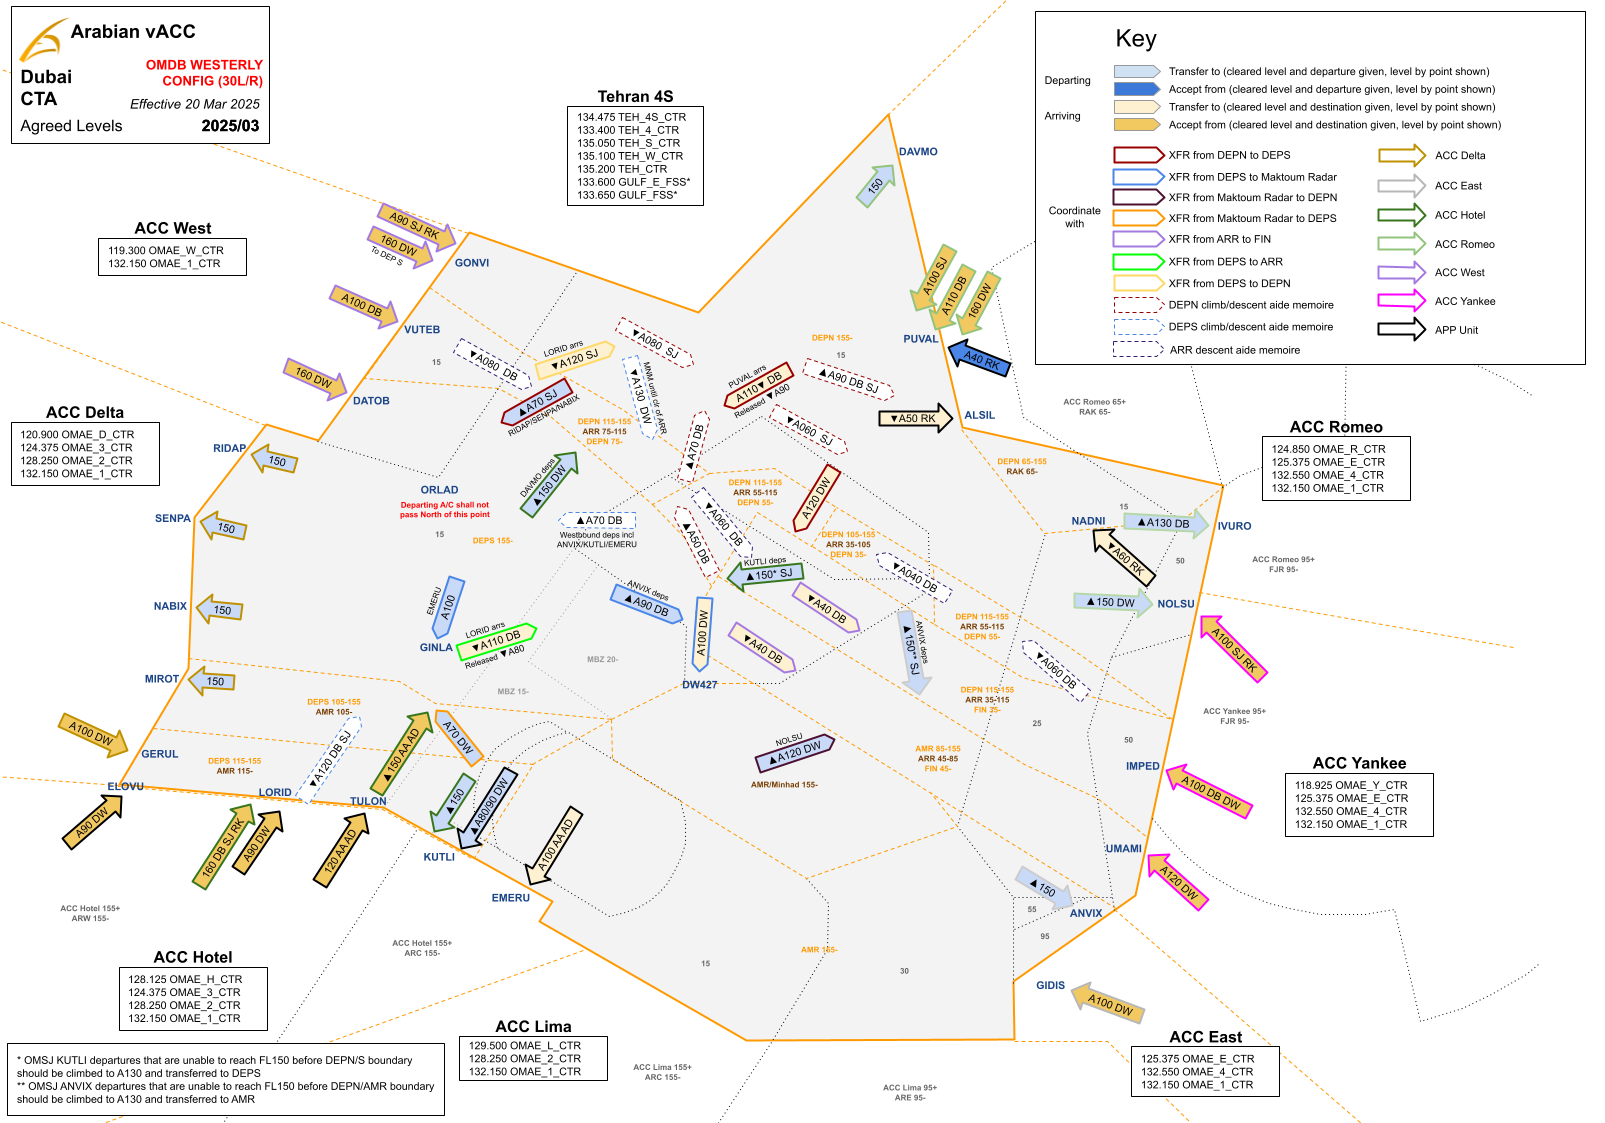 Arabian vACC
Dubai
CTA
OMDB WESTERLY
CONFIG (30L/R)
Effective 20 Mar 2025
Agreed Levels
2025/03
Tehran 4S
134.475 TEH_4S_CTR
133.400 TEH_4_CTR
135.050 TEH_S_CTR
135.100 TEH_W_CTR
135.200 TEH_CTR
133.600 GULF_E_FSS*
133.650 GULF_FSS*
Key
Departing
Transfer to (cleared level and departure given, level by point shown)
Accept from (cleared level and departure given, level by point shown)
Arriving
Transfer to (cleared level and destination given, level by point shown)
Accept from (cleared level and destination given, level by point shown)
Coordinate
with
XFR from DEPN to DEPS
XFR from DEPS to Maktoum Radar
XFR from Maktoum Radar to DEPN
XFR from Maktoum Radar to DEPS
XFR from ARR to FIN
XFR from DEPS to ARR
XFR from DEPS to DEPN
DEPN climb/descent aide memoire
DEPS climb/descent aide memoire
ARR descent aide memoire
ACC Delta
ACC East
ACC Hotel
ACC Romeo
ACC West
ACC Yankee
APP Unit
ACC West
119.300 OMAE_W_CTR
132.150 OMAE_1_CTR
ACC Delta
120.900 OMAE_D_CTR
124.375 OMAE_3_CTR
128.250 OMAE_2_CTR
132.150 OMAE_1_CTR
ACC Romeo
124.850 OMAE_R_CTR
125.375 OMAE_E_CTR
132.550 OMAE_4_CTR
132.150 OMAE_1_CTR
ACC Yankee
118.925 OMAE_Y_CTR
125.375 OMAE_E_CTR
132.550 OMAE_4_CTR
132.150 OMAE_1_CTR
ACC Hotel
128.125 OMAE_H_CTR
124.375 OMAE_3_CTR
128.250 OMAE_2_CTR
132.150 OMAE_1_CTR
ACC Lima
129.500 OMAE_L_CTR
128.250 OMAE_2_CTR
132.150 OMAE_1_CTR
ACC East
125.375 OMAE_E_CTR
132.550 OMAE_4_CTR
132.150 OMAE_1_CTR
DAVMO
150
A90 SJ RK
160 DW
To DEP S
GONVI
A100 DB
VUTEB
160 DW
DATOB
RIDAP
150
SENPA
150
NABIX
150
MIROT
150
A100 DW
GERUL
ELOVU
A90 DW
LORID
160 DB SJ RK
A90 DW
TULON
120 AA AD
KUTLI
EMERU
A100 SJ
A110 DB
160 DW
PUVAL
A40 RK
ALSIL
▼A50 RK
15
▼A080 DB
LORID arrs
▼A120 SJ
▼A080 SJ
▲A70 SJ
RIDAP/SENPA/NABIX
MNM until clr of ARR
▼A130 DW
DEPN 115-155
ARR 75-115
DEPN 75-
PUVAL arrs
A110▼ DB
Released ▼A90
DEPN 155-
15
▲A90 DB SJ
▼A060 SJ
▲A70 DB
ORLAD
Departing A/C shall not
pass North of this point
15
DEPS 155-
DAVMO deps
▲150 DW
▲A70 DB
Westbound deps incl
ANVIX/KUTLI/EMERU
▲A50 DB
▼A060 DB
DEPN 115-155
ARR 55-115
DEPN 55-
A120 DW
DEPN 105-155
ARR 35-105
DEPN 35-
DEPN 65-155
RAK 65-
ACC Romeo 65+
RAK 65-
15
NADNI
▲A130 DB
IVURO
▼A60 RK
50
ACC Romeo 95+
FJR 95-
▲150 DW
NOLSU
A100 SJ RK
KUTLI deps
▲150* SJ
▼A040 DB
EMERU
A100
GINLA
LORID arrs
▼A110 DB
Released ▼A80
ANVIX deps
▲A90 DB
A100 DW
DW427
▼A40 DB
▼A40 DB
ANVIX deps
▲150** SJ
DEPN 115-155
ARR 55-115
DEPN 55-
▼A060 DB
DEPN 115-155
ARR 35-115
FIN 35-
25
50
ACC Yankee 95+
FJR 95-
MBZ 20-
MBZ 15-
DEPS 105-155
AMR 105-
DEPS 115-155
AMR 115-
▼A120 DB SJ
▲150 AA AD
A70 DW
▲150
▲A80/90 DW
A100 AA AD
NOLSU
▲A120 DW
AMR/Minhad 155-
AMR 85-155
ARR 45-85
FIN 45-
IMPED
A100 DB DW
UMAMI
A120 DW
▲150
ANVIX
55
95
GIDIS
A100 DW
AMR 155-
15
30
ACC Hotel 155+
ARW 155-
ACC Hotel 155+
ARC 155-
ACC Lima 155+
ARC 155-
ACC Lima 95+
ARE 95-
* OMSJ KUTLI departures that are unable to reach FL150 before DEPN/S boundary
should be climbed to A130 and transferred to DEPS
** OMSJ ANVIX departures that are unable to reach FL150 before DEPN/AMR boundary
should be climbed to A130 and transferred to AMR